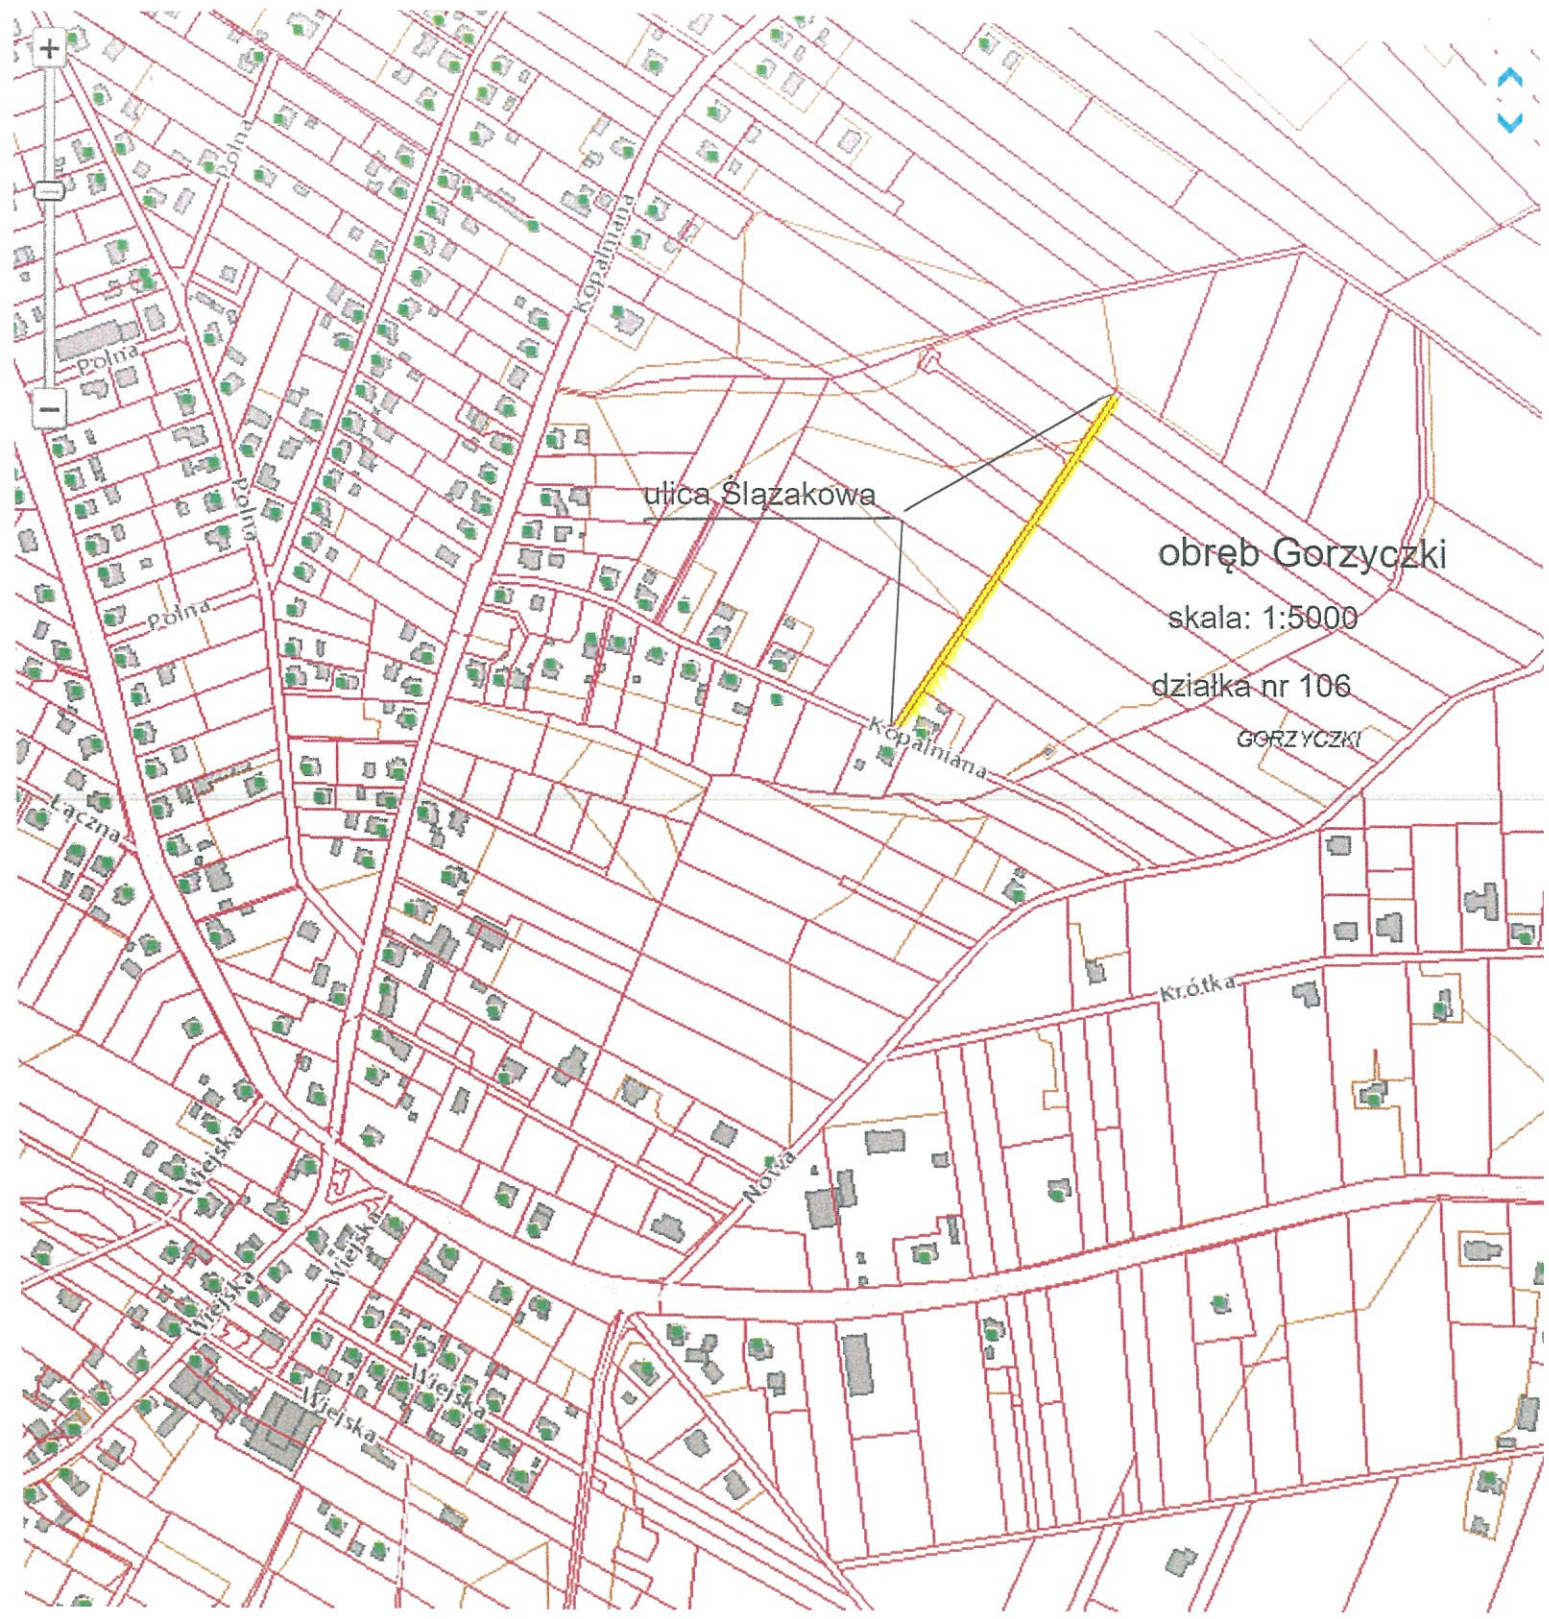 +
Polna
Kopalniana
Polna
−
ulica Ślązakowa
Polna
obręb Gorzyczki
Polna
skala: 1:5000
działka nr 106
Kopalniana
GORZYCZKI
Łączna
Krótka
Wiejska
Nowa
Wiejska
Wiejska
Wiejska
Wiejska